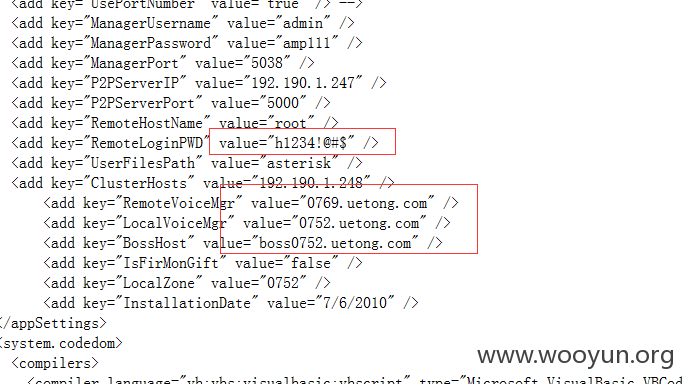 <add key="UsePortNumber" value="true" /> -->
<add key="ManagerUsername" value="admin" />
<add key="ManagerPassword" value="amp111" />
<add key="ManagerPort" value="5038" />
<add key="P2PServerIP" value="192.190.1.247" />
<add key="P2PServerPort" value="5000" />
<add key="RemoteHostName" value="root" />
<add key="RemoteLoginPWD" value="h1234!@#$" />
<add key="UserFilesPath" value="asterisk" />
<add key="ClusterHosts" value="192.190.1.248" />
<add key="RemoteVoiceMgr" value="0769.uetong.com" />
<add key="LocalVoiceMgr" value="0752.uetong.com" />
<add key="BossHost" value="boss0752.uetong.com" />
<add key="IsFirMonGift" value="false" />
<add key="LocalZone" value="0752" />
<add key="InstallationDate" value="7/6/2010" />
</appSettings>
<system.codedom>
<compilers>
<compiler language="vb;vbs;visualbasic;vbscript" type="Microsoft.VisualBasic.VBCod
www.wooyun.org